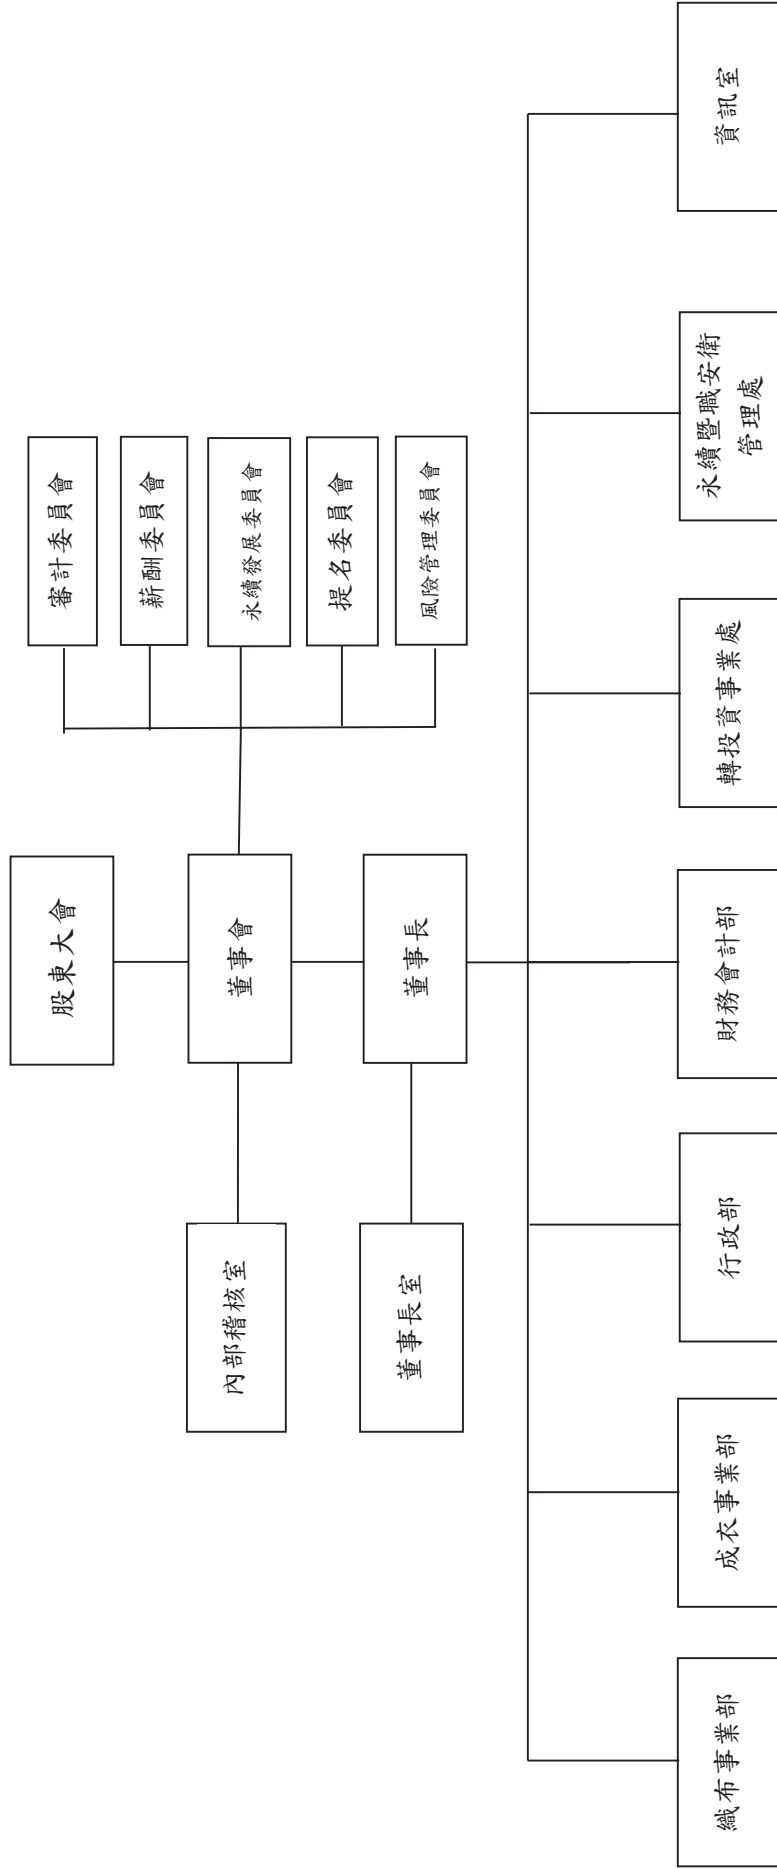 股東大會
審計委員會
薪酬委員會
永續發展委員會
提名委員會
風險管理委員會
董事會
內部稽核室
董事長
董事長室
織布事業部
成衣事業部
行政部
財務會計部
轉投資事業處
永續暨職安衛
管理處
資訊室